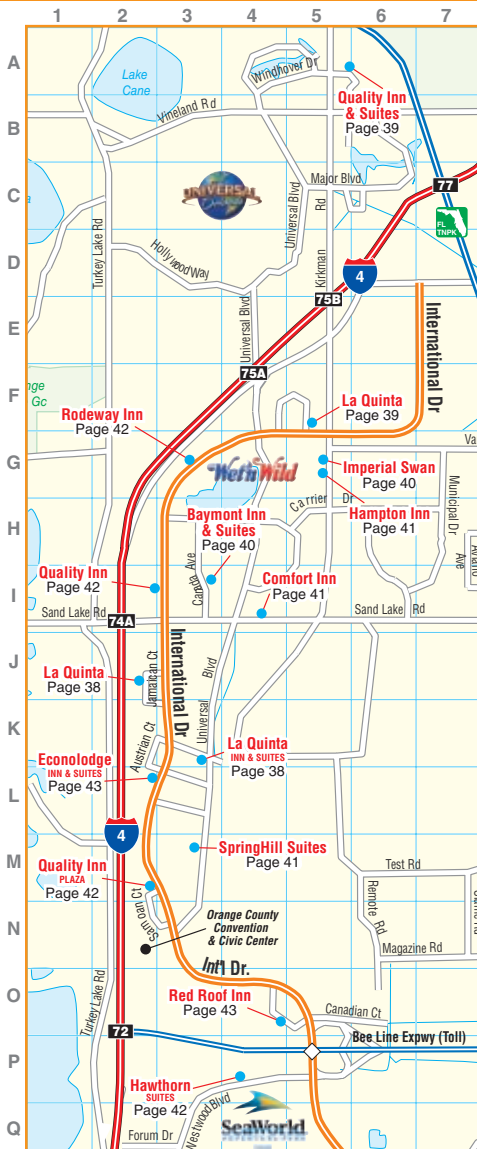 1 2 3 4 5 6 7
A
B
C
D
E
F
G
H
I
J
K
L
M
N
O
P
Q
Lake
Cane
Windhover Dr
Quality Inn
& Suites
Page 39
Vineland Rd
UNIVERSAL
Major Blvd
77
FL
TNPK
Turkey Lake Rd
Universal Blvd
Kirkman Rd
Hollywood Way
4
75B
Universal Blvd
International Dr
75A
nge
Gc
La Quinta
Page 39
Rodeway Inn
Page 42
Va
Wet'n Wild
Imperial Swan
Page 40
Carrier Dr
Municipal Dr
Hampton Inn
Page 41
Baymont Inn
& Suites
Page 40
Ave
Quality Inn
Page 42
Canada Ave
Comfort Inn
Page 41
Sand Lake Rd
74A
Sand Lake Rd
International Dr
La Quinta
Page 38
Jamaican Ct
Universal Blvd
Austrian Ct
La Quinta
INN & SUITES
Page 38
Econolodge
INN & SUITES
Page 43
4
SpringHill Suites
Page 41
Quality Inn
PLAZA
Page 42
Test Rd
Remote Rd
Samoan Ct
Orange County
Convention
& Civic Center
Magazine Rd
Int'l Dr.
Red Roof Inn
Page 43
Canadian Ct
Turkey Lake Rd
72
Bee Line Expwy (Toll)
Hawthorn
SUITES
Page 42
Westwood Blvd
SeaWorld
Forum Dr